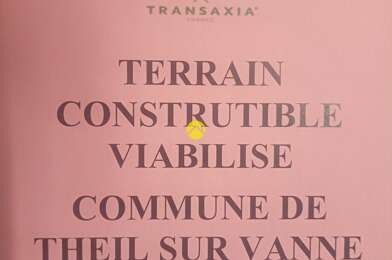 TRANSAXIA
TERRAIN
CONSTRUTIBLE
VIABILISE
COMMUNE DE
THEIL SUR VANNE